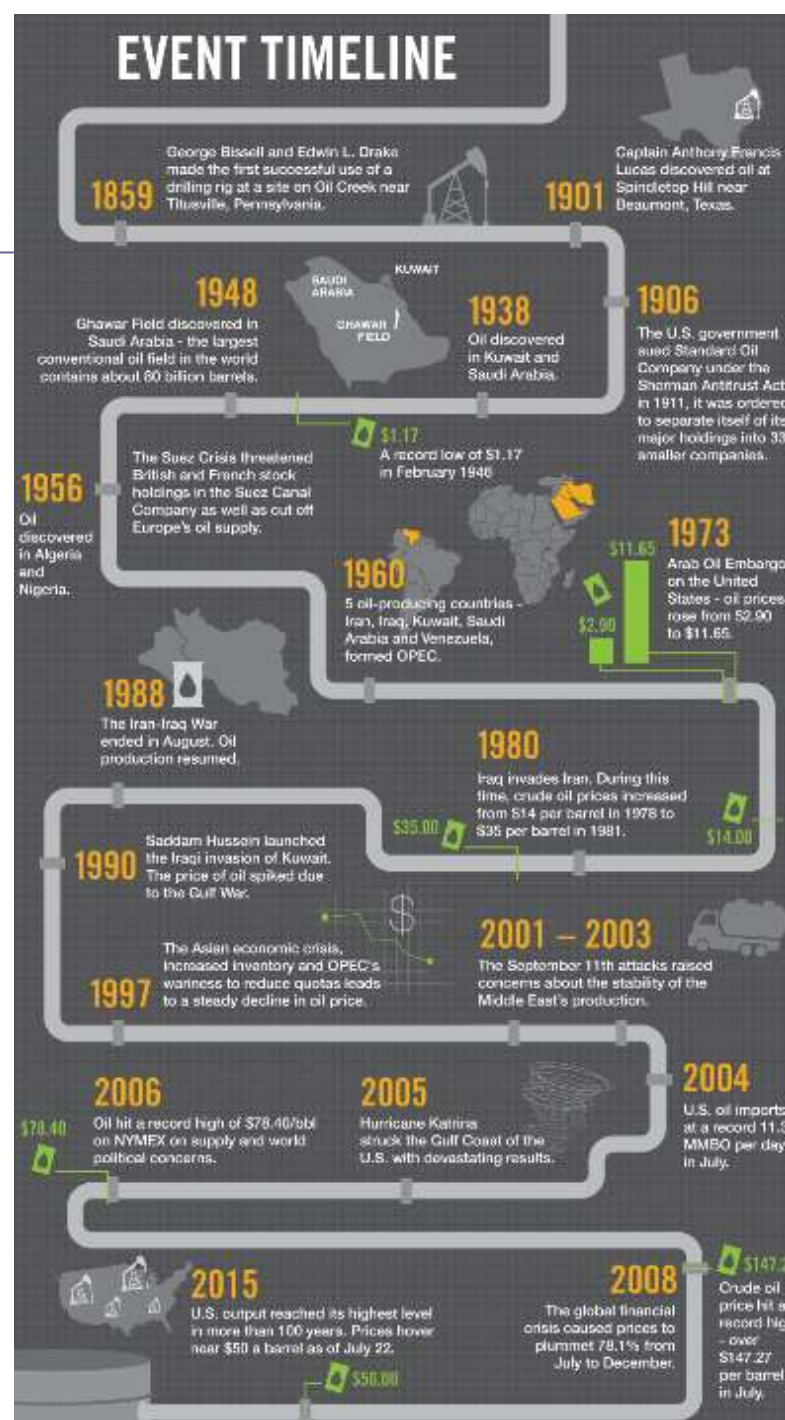 EVENT TIMELINE
1859
George Bissell and Edwin L. Drake
made the first successful use of a
drilling rig at a site on Oil Creek near
Titusville, Pennsylvania.
1901
Captain Anthony Francis
Lucas discovered oil at
Spindletop Hill near
Beaumont, Texas.
1906
The U.S. government
sued Standard Oil
Company under the
Sherman Antitrust Act
in 1911, it was ordered
to separate itself of its
major holdings into 33
smaller companies.
1938
Oil discovered
in Kuwait and
Saudi Arabia.
SAUDI
ARABIA
KUWAIT
GHAWAR
FIELD
$1.17
A record low of $1.17
in February 1946
1948
Ghawar Field discovered in
Saudi Arabia - the largest
conventional oil field in the world
contains about 80 billion barrels.
1956
Oil
discovered
in Algeria
and
Nigeria.
The Suez Crisis threatened
British and French stock
holdings in the Suez Canal
Company as well as cut off
Europe's oil supply.
1960
5 oil-producing countries -
Iran, Iraq, Kuwait, Saudi
Arabia and Venezuela,
formed OPEC.
$2.90
$11.65
1973
Arab Oil Embargo
on the United
States - oil prices
rose from $2.90
to $11.65.
$14.00
1980
Iraq invades Iran. During this
time, crude oil prices increased
from $14 per barrel in 1978 to
$35 per barrel in 1981.
$35.00
1988
The Iran-Iraq War
ended in August. Oil
production resumed.
1990
Saddam Hussein launched
the Iraqi invasion of Kuwait.
The price of oil spiked due
to the Gulf War.
$
1997
The Asian economic crisis,
increased inventory and OPEC's
wariness to reduce quotas leads
to a steady decline in oil price.
2001 – 2003
The September 11th attacks raised
concerns about the stability of the
Middle East's production.
2004
U.S. oil imports
at a record
MMBO per day
in July.
2005
Hurricane Katrina
struck the Gulf Coast of the
U.S. with devastating results.
2006
Oil hit a record high of $78.40/bbl
on NYMEX on supply and world
political concerns.
$78.40
2008
The global financial
crisis caused prices to
plummet 78.1% from
July to December.
Crude oil
price hit a
record
- over
$147.27
per barrel
in July.
2015
U.S. output reached its highest level
in more than 100 years. Prices hover
near $50 a barrel as of July 22.
$50.00